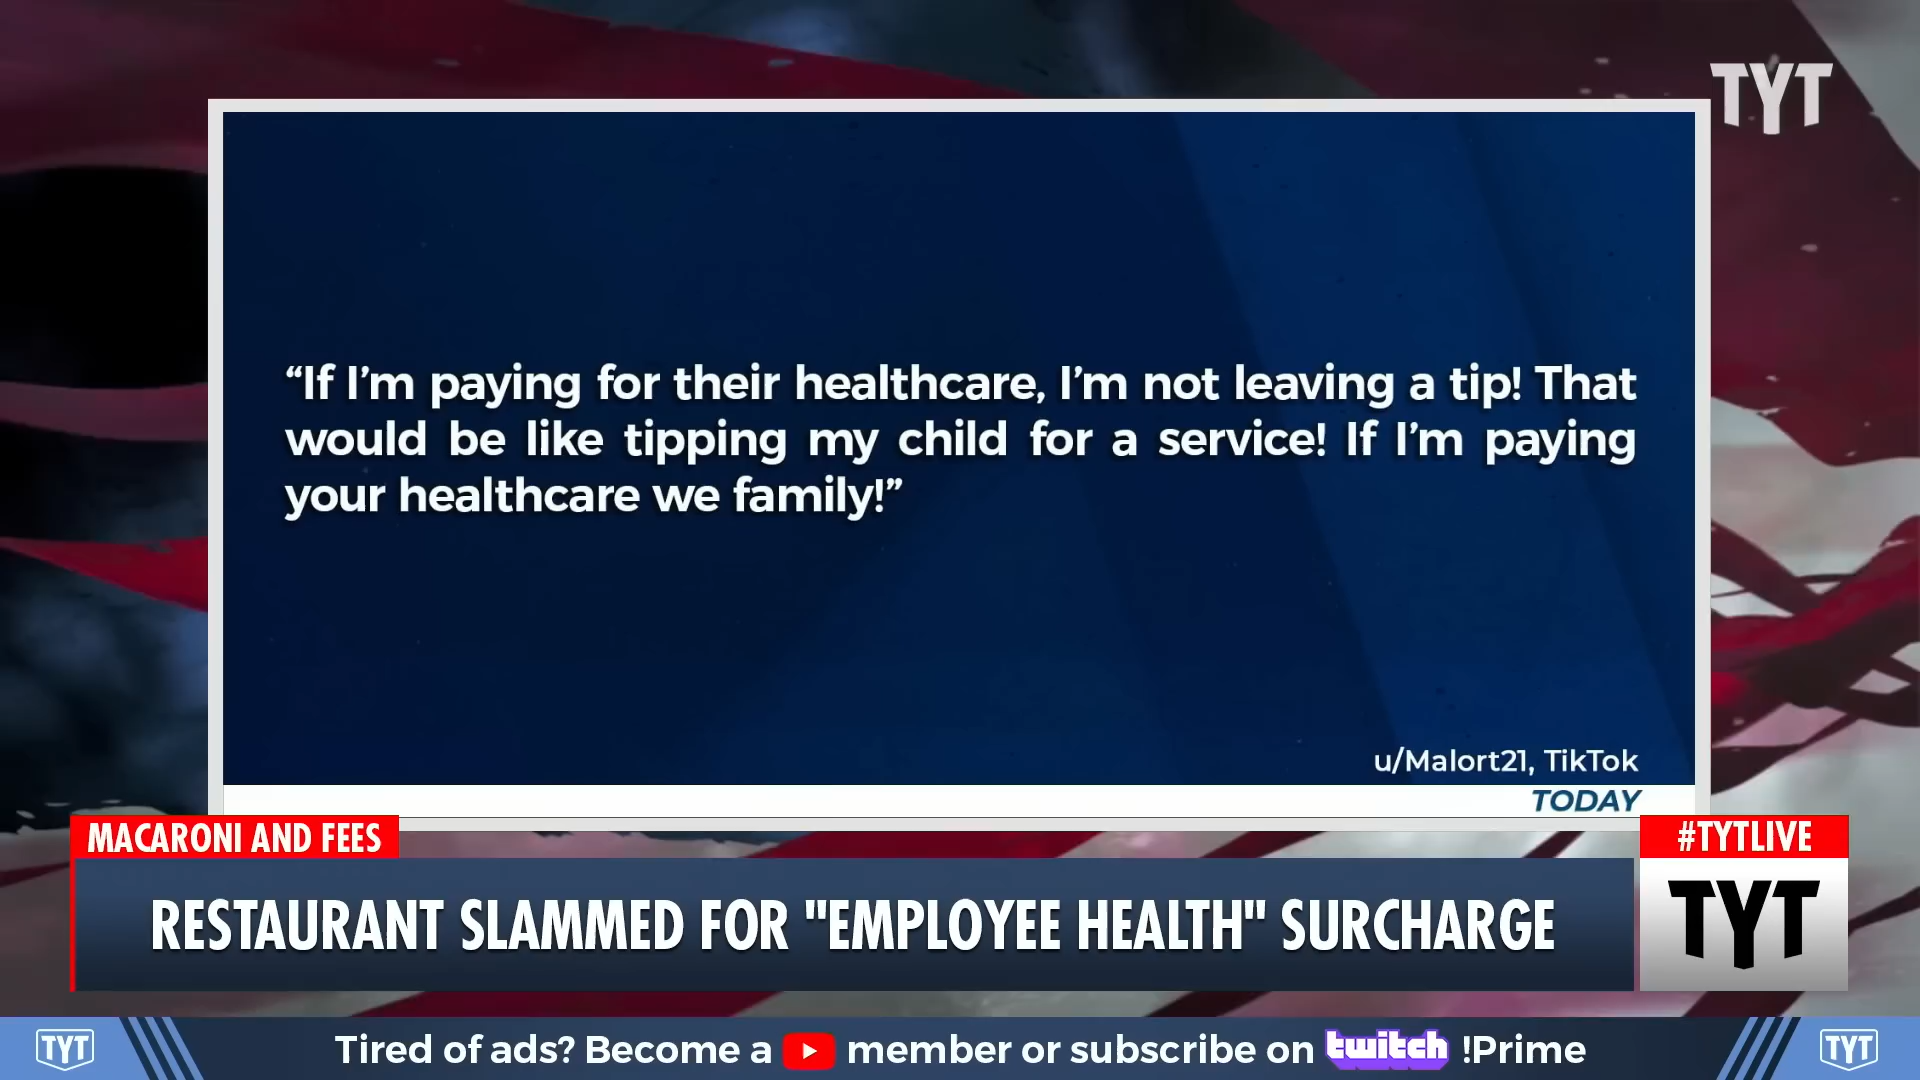 TYT
“If I’m paying for their healthcare, I’m not leaving a tip! That
would be like tipping my child for a service! If I’m paying
your healthcare we family!”
u/Malort21, TikTok
TODAY
MACARONI AND FEES
#TYTLIVE
RESTAURANT SLAMMED FOR "EMPLOYEE HEALTH" SURCHARGE
TYT
TYT
Tired of ads? Become a member or subscribe on twitch !Prime
TYT